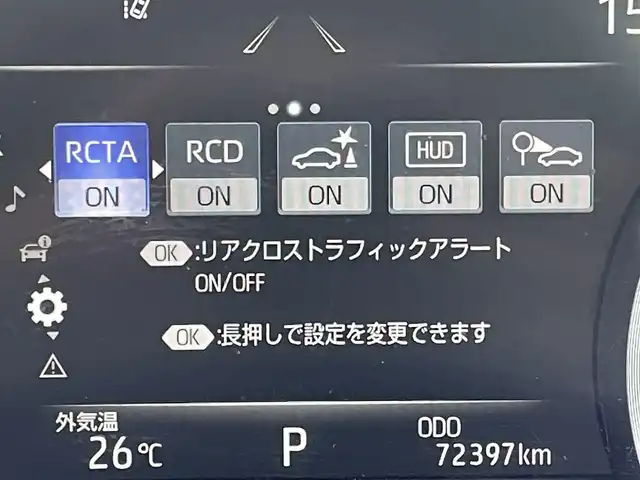 RCTA
ON
RCD
ON
ON
HUD
ON
ON
OK :リアクロストラフィックアラート
ON/OFF
OK :長押しで設定を変更できます
外気温
26℃
P
ODO
72397km